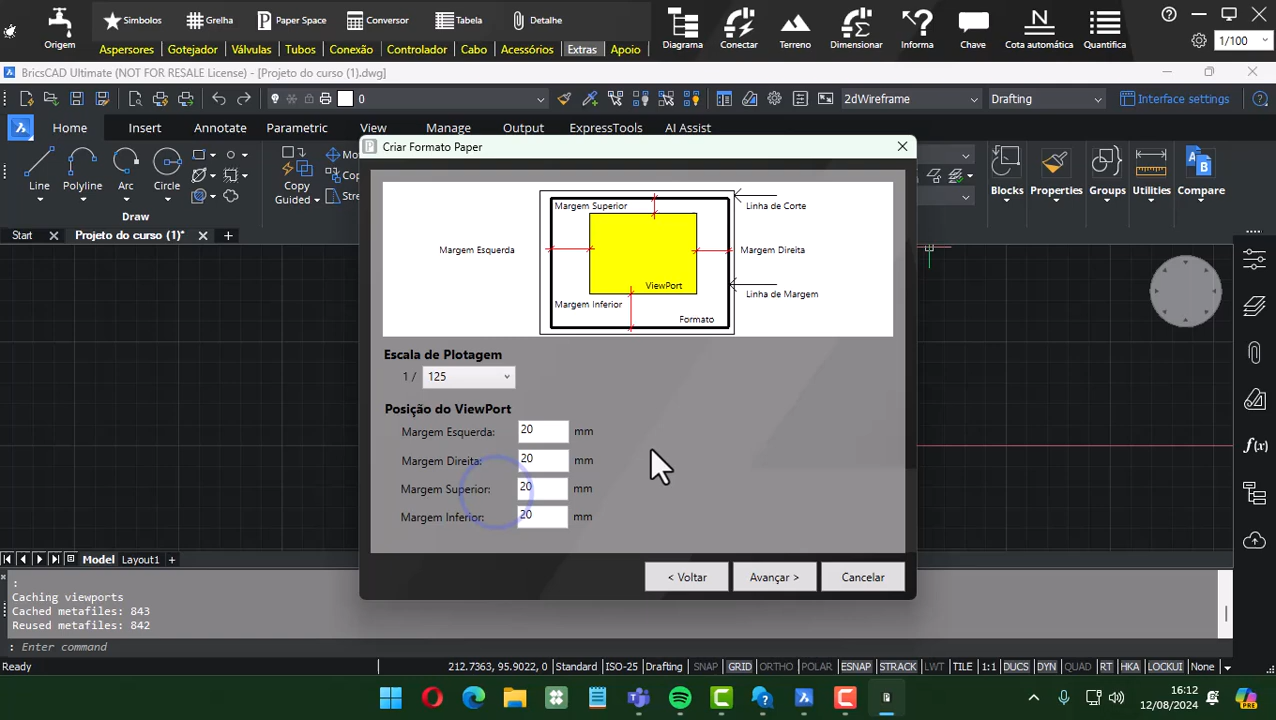 Símbolos
Grelha
Paper Space
Conversor
Tabela
Detalhe
Origem
Diagrama
Conectar
Terreno
Dimensionar
Informa
Chave
Cota automática
Quantifica
1/100
Aspersores
Gotejador
Válvulas
Tubos
Conexão
Controlador
Cabo
Acessórios
Extras
Apoio
BricsCAD Ultimate (NOT FOR RESALE License) - [Projeto do curso (1).dwg]
0
2dWireframe
Drafting
Interface settings
Home
Insert
Annotate
Parametric
View
Manage
Output
ExpressTools
AI Assist
Criar Formato Paper
Line
Polyline
Arc
Circle
Copy
Guided
Mov
Cop
Stre
Draw
Blocks
Properties
Groups
Utilities
Compare
Start
Projeto do curso (1)*
Margem Superior
Linha de Corte
Margem Esquerda
Margem Direita
ViewPort
Linha de Margem
Margem Inferior
Formato
Escala de Plotagem
1 / 125
Posição do ViewPort
Margem Esquerda: 20 mm
Margem Direita: 20 mm
Margem Superior: 20 mm
Margem Inferior: 20 mm
< Voltar
Avançar >
Cancelar
f(x)
Model
Layout1
:
Caching viewports
Cached metafiles: 843
Reused metafiles: 842
: Enter command
Ready
212.7363, 95.9022, 0
Standard
ISO-25
Drafting
SNAP
GRID
ORTHO
POLAR
ESNAP
STRACK
LWT
TILE
1:1
DUCS
DYN
QUAD
RT
HKA
LOCKUI
None
16:12
12/08/2024